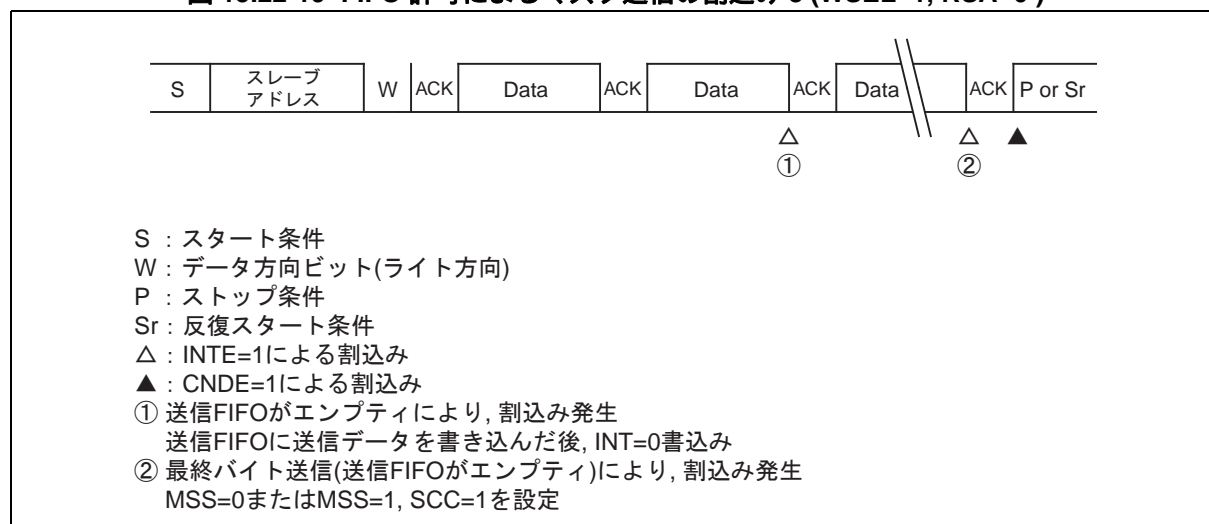 S スレーブ アドレス W ACK Data ACK Data ACK Data ACK P or Sr
△ △ ▲
① ②
S : スタート条件
W : データ方向ビット(ライト方向)
P : ストップ条件
Sr : 反復スタート条件
△ : INTE=1による割込み
▲ : CNDE=1による割込み
① 送信FIFOがエンプティにより, 割込み発生
送信FIFOに送信データを書き込んだ後, INT=0書込み
② 最終バイト送信(送信FIFOがエンプティ)により, 割込み発生
MSS=0またはMSS=1, SCC=1を設定